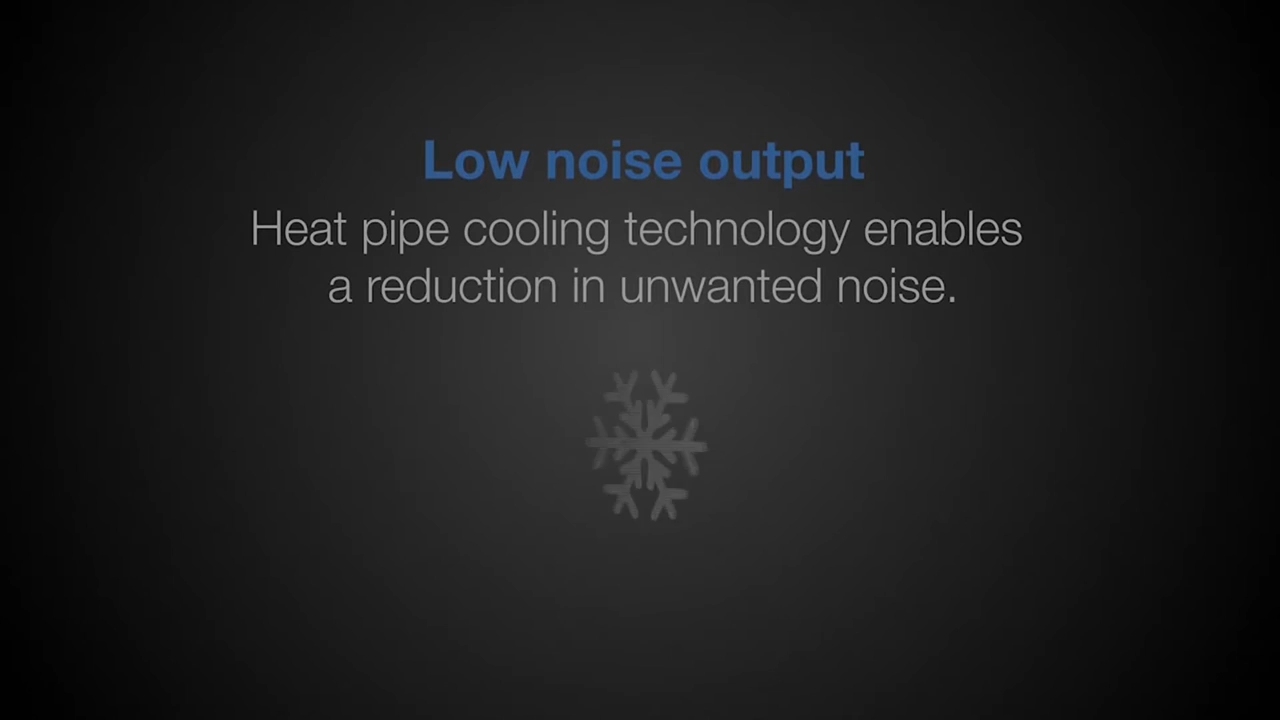 Low noise output
Heat pipe cooling technology enables
a reduction in unwanted noise.